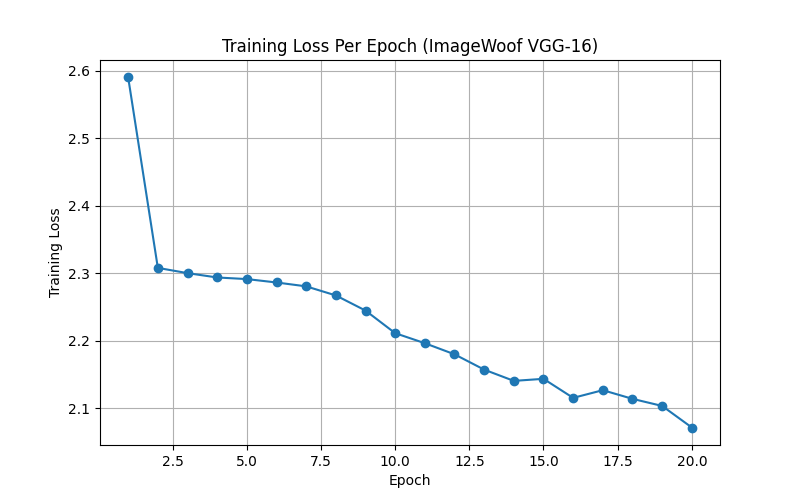 Training Loss Per Epoch (ImageWoof VGG-16)
2.6
2.5
2.4
2.3
2.2
2.1
Training Loss
2.5 5.0 7.5 10.0 12.5 15.0 17.5 20.0
Epoch